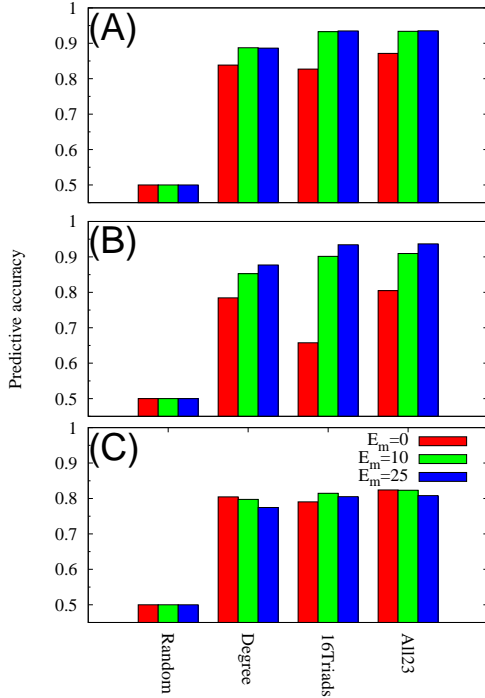 (A)
1
0.9
0.8
0.7
0.6
0.5
(B)
1
0.9
0.8
0.7
0.6
0.5
Predictive accuracy
(C)
1
0.9
0.8
0.7
0.6
0.5
E_m=0
E_m=10
E_m=25
Random
Degree
16Triads
All23